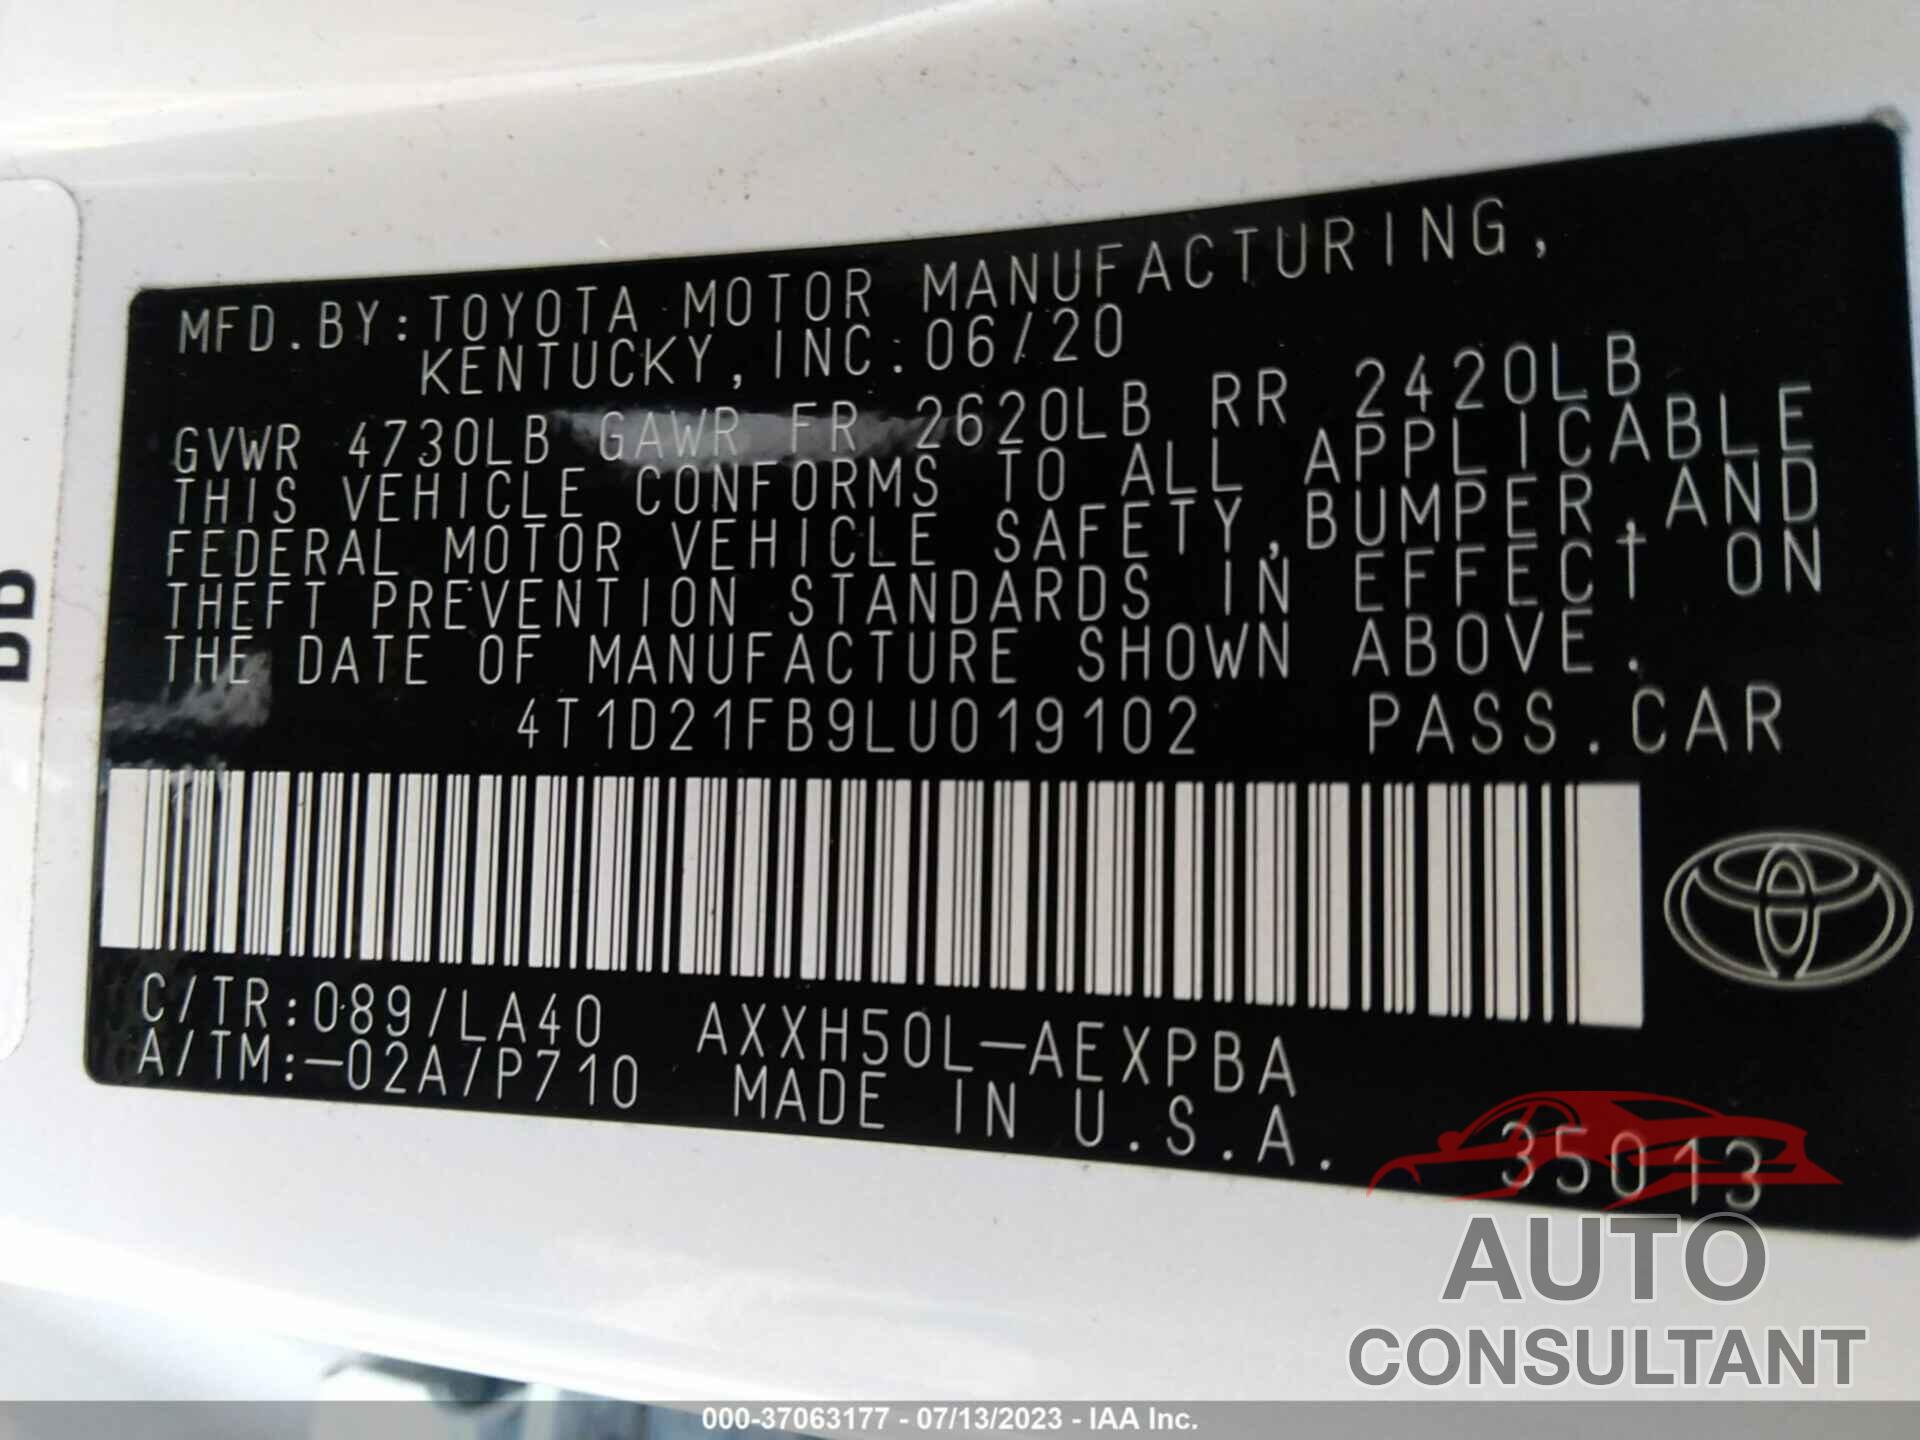 MFD.BY:TOYOTA MOTOR MANUFACTURING,
KENTUCKY,INC.06/20
GVWR 4730LB GAWR FR 2620LB RR 2420LB
THIS VEHICLE CONFORMS TO ALL APPLICABLE
FEDERAL MOTOR VEHICLE SAFETY,BUMPER,AND
THEFT PREVENTION STANDARDS IN EFFECT ON
THE DATE OF MANUFACTURE SHOWN ABOVE.
4T1D21FB9LU019102 PASS.CAR
C/TR:089/LA40 AXXH50L-AEXPBA
A/TM:-02A/P710 MADE IN U.S.A.
35013
AUTO
CONSULTANT
000-37063177 - 07/13/2023 - IAA Inc.